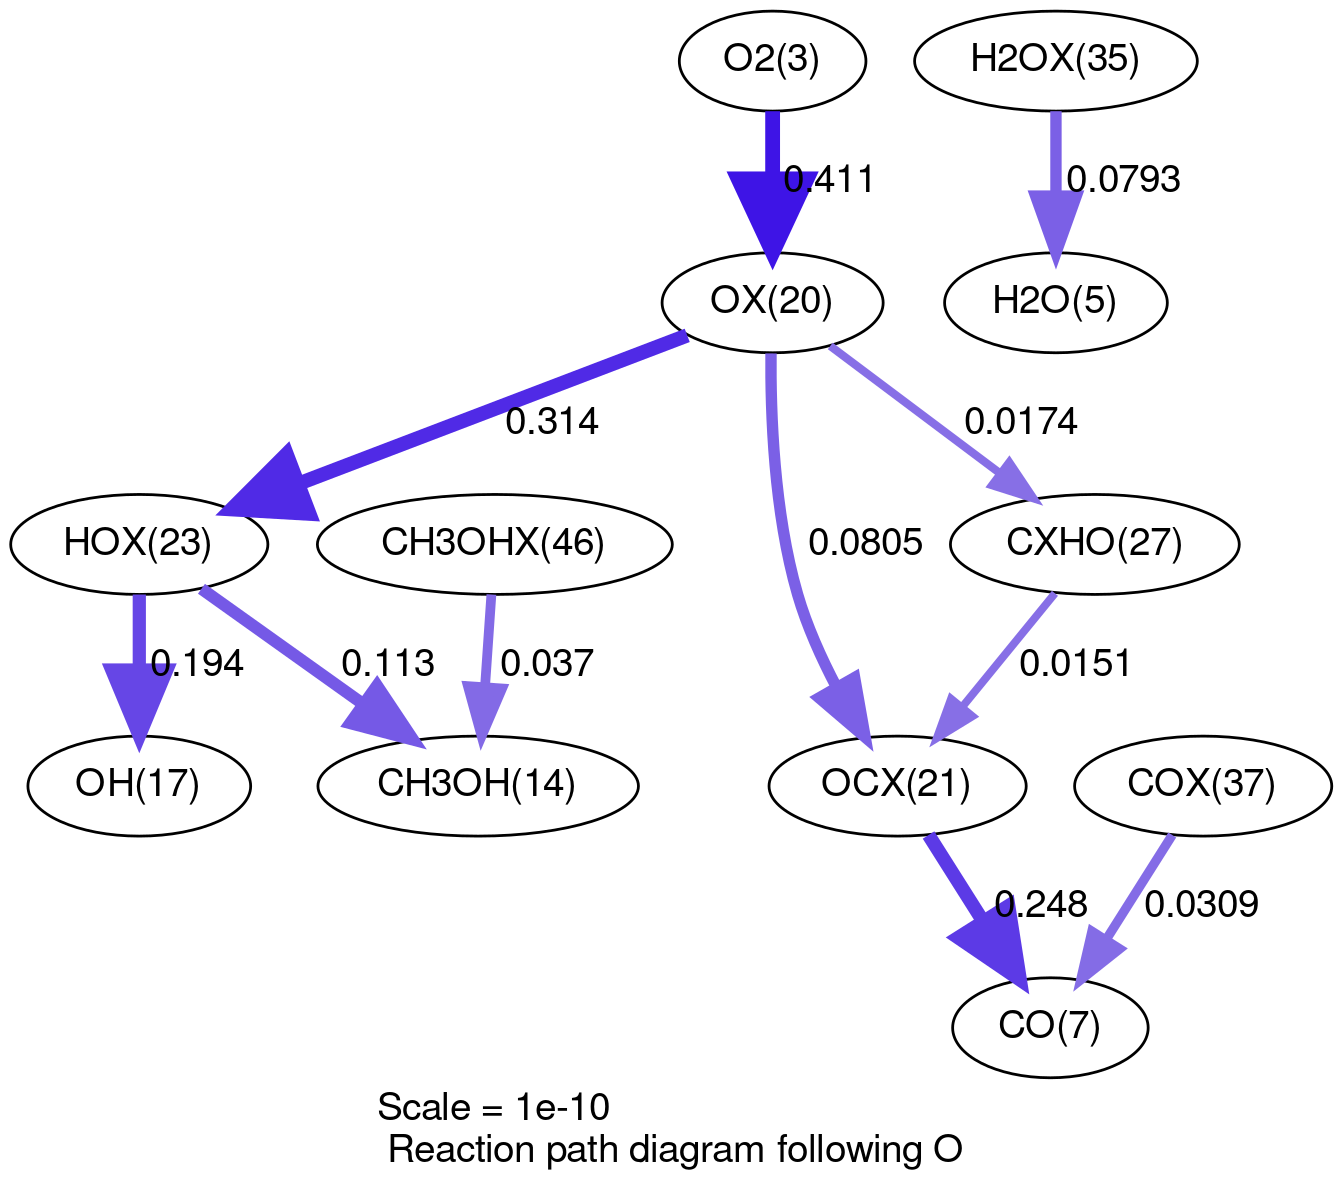 O2(3)
H2OX(35)
0.411
0.0793
OX(20)
H2O(5)
0.314
0.0174
HOX(23)
CH3OHX(46)
0.0805
CXHO(27)
0.194
0.113
0.037
0.0151
OH(17)
CH3OH(14)
OCX(21)
COX(37)
0.248
0.0309
CO(7)
Scale = 1e-10
Reaction path diagram following O